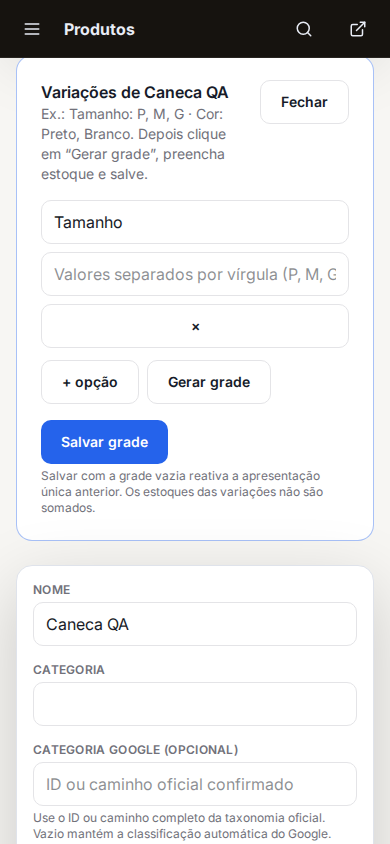 Produtos
Variações de Caneca QA
Fechar
Ex.: Tamanho: P, M, G · Cor:
Preto, Branco. Depois clique
em “Gerar grade”, preencha
estoque e salve.
Tamanho
Valores separados por vírgula (P, M, G
×
+ opção
Gerar grade
Salvar grade
Salvar com a grade vazia reativa a apresentação
única anterior. Os estoques das variações não são
somados.
NOME
Caneca QA
CATEGORIA
CATEGORIA GOOGLE (OPCIONAL)
ID ou caminho oficial confirmado
Use o ID ou caminho completo da taxonomia oficial.
Vazio mantém a classificação automática do Google.